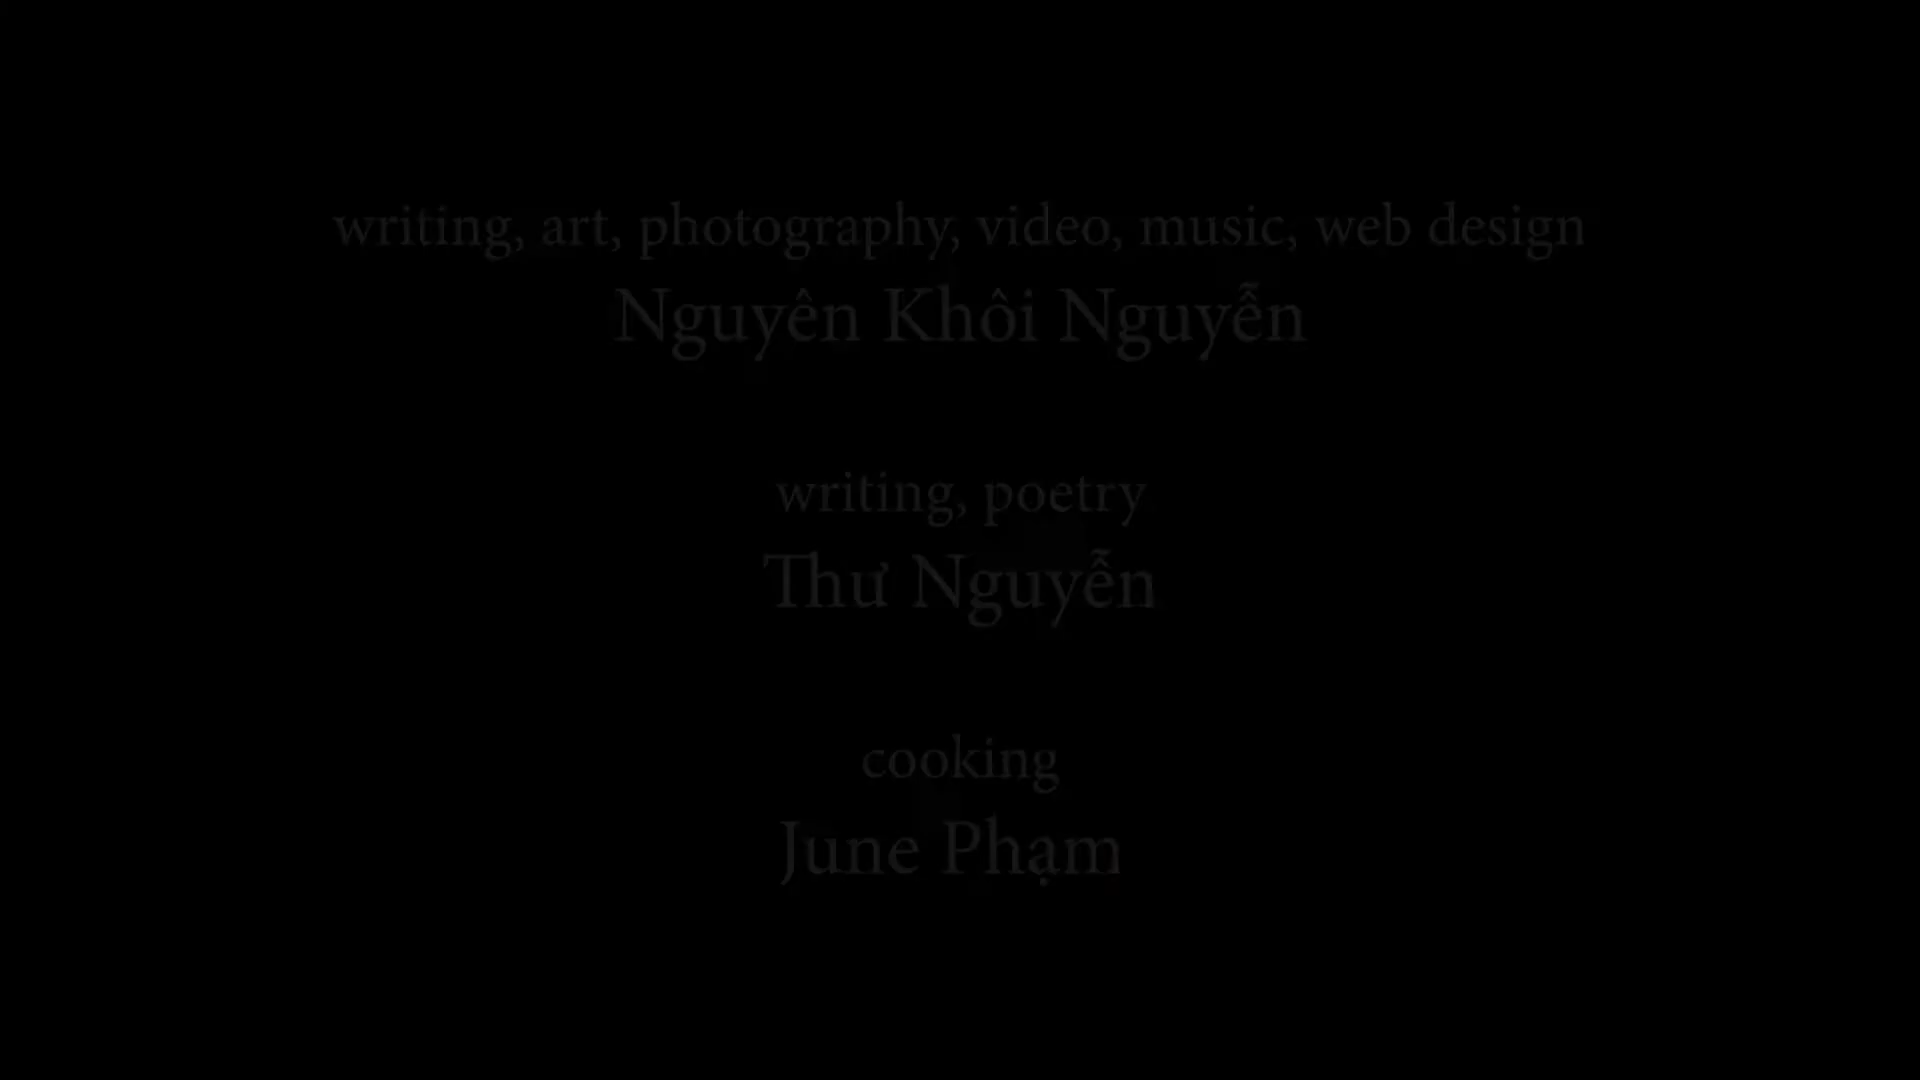 writing, art, photography, video, music, web design
Nguyên Khôi Nguyễn
writing, poetry
Thư Nguyễn
cooking
June Phạm